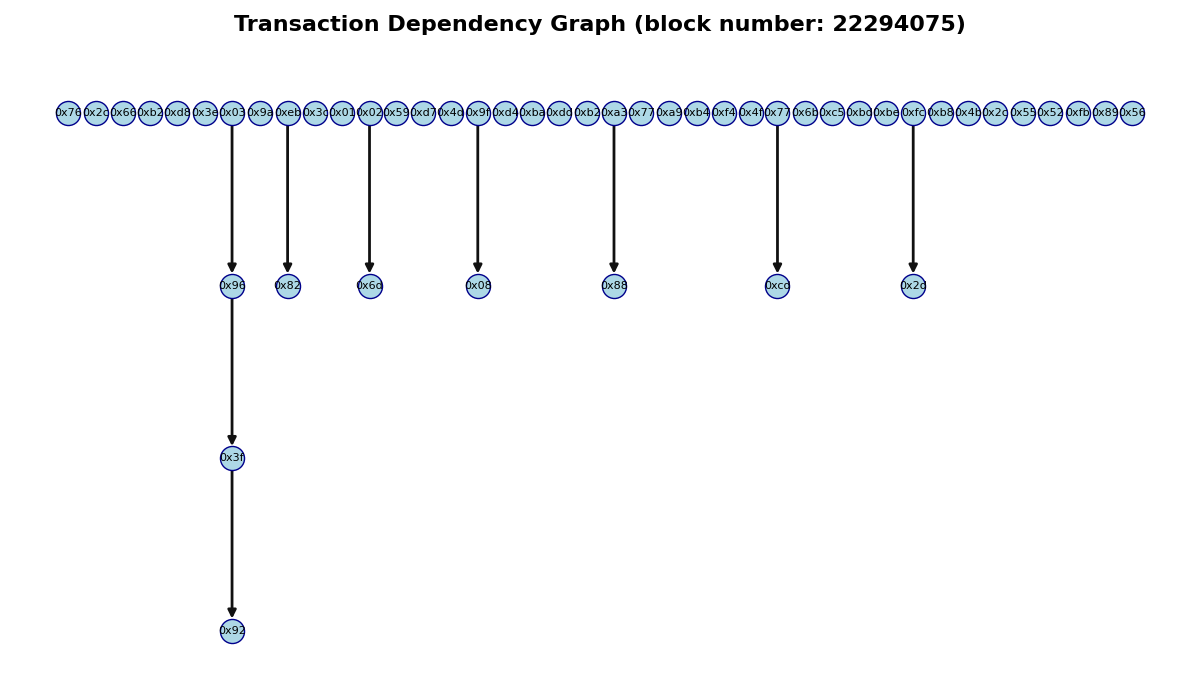 Transaction Dependency Graph (block number: 22294075)
0x76 0x2c 0x66 0xb2 0xd8 0x3e 0x03 0x9a 0xeb 0x3c 0x01 0x02 0x59 0xd7 0x4d 0x9f 0xd4 0xba 0xdc 0xb2 0xa3 0x77 0xa9 0xb4 0xf4 0x4f 0x77 0x6b 0xc5 0xbd 0xbe 0xfc 0xb8 0x4b 0x2c 0x55 0x52 0xfb 0x89 0x56
0x96 0x82 0x6d 0x08 0x88 0xcd 0x2d
0x3f
0x92